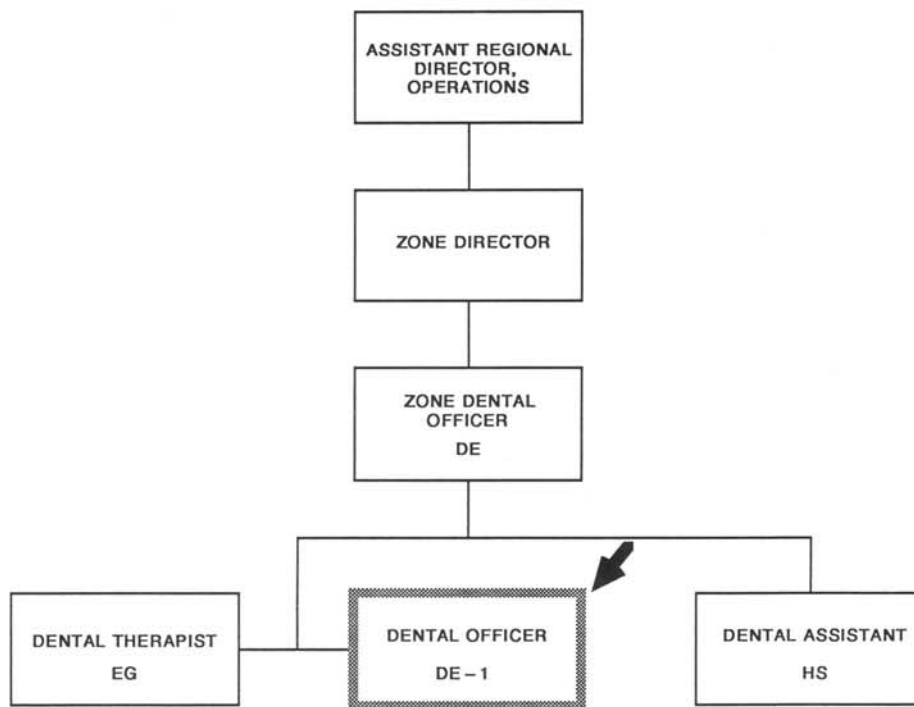 ASSISTANT REGIONAL
DIRECTOR,
OPERATIONS
ZONE DIRECTOR
ZONE DENTAL
OFFICER
DE
DENTAL THERAPIST
EG
DENTAL OFFICER
DE – 1
DENTAL ASSISTANT
HS